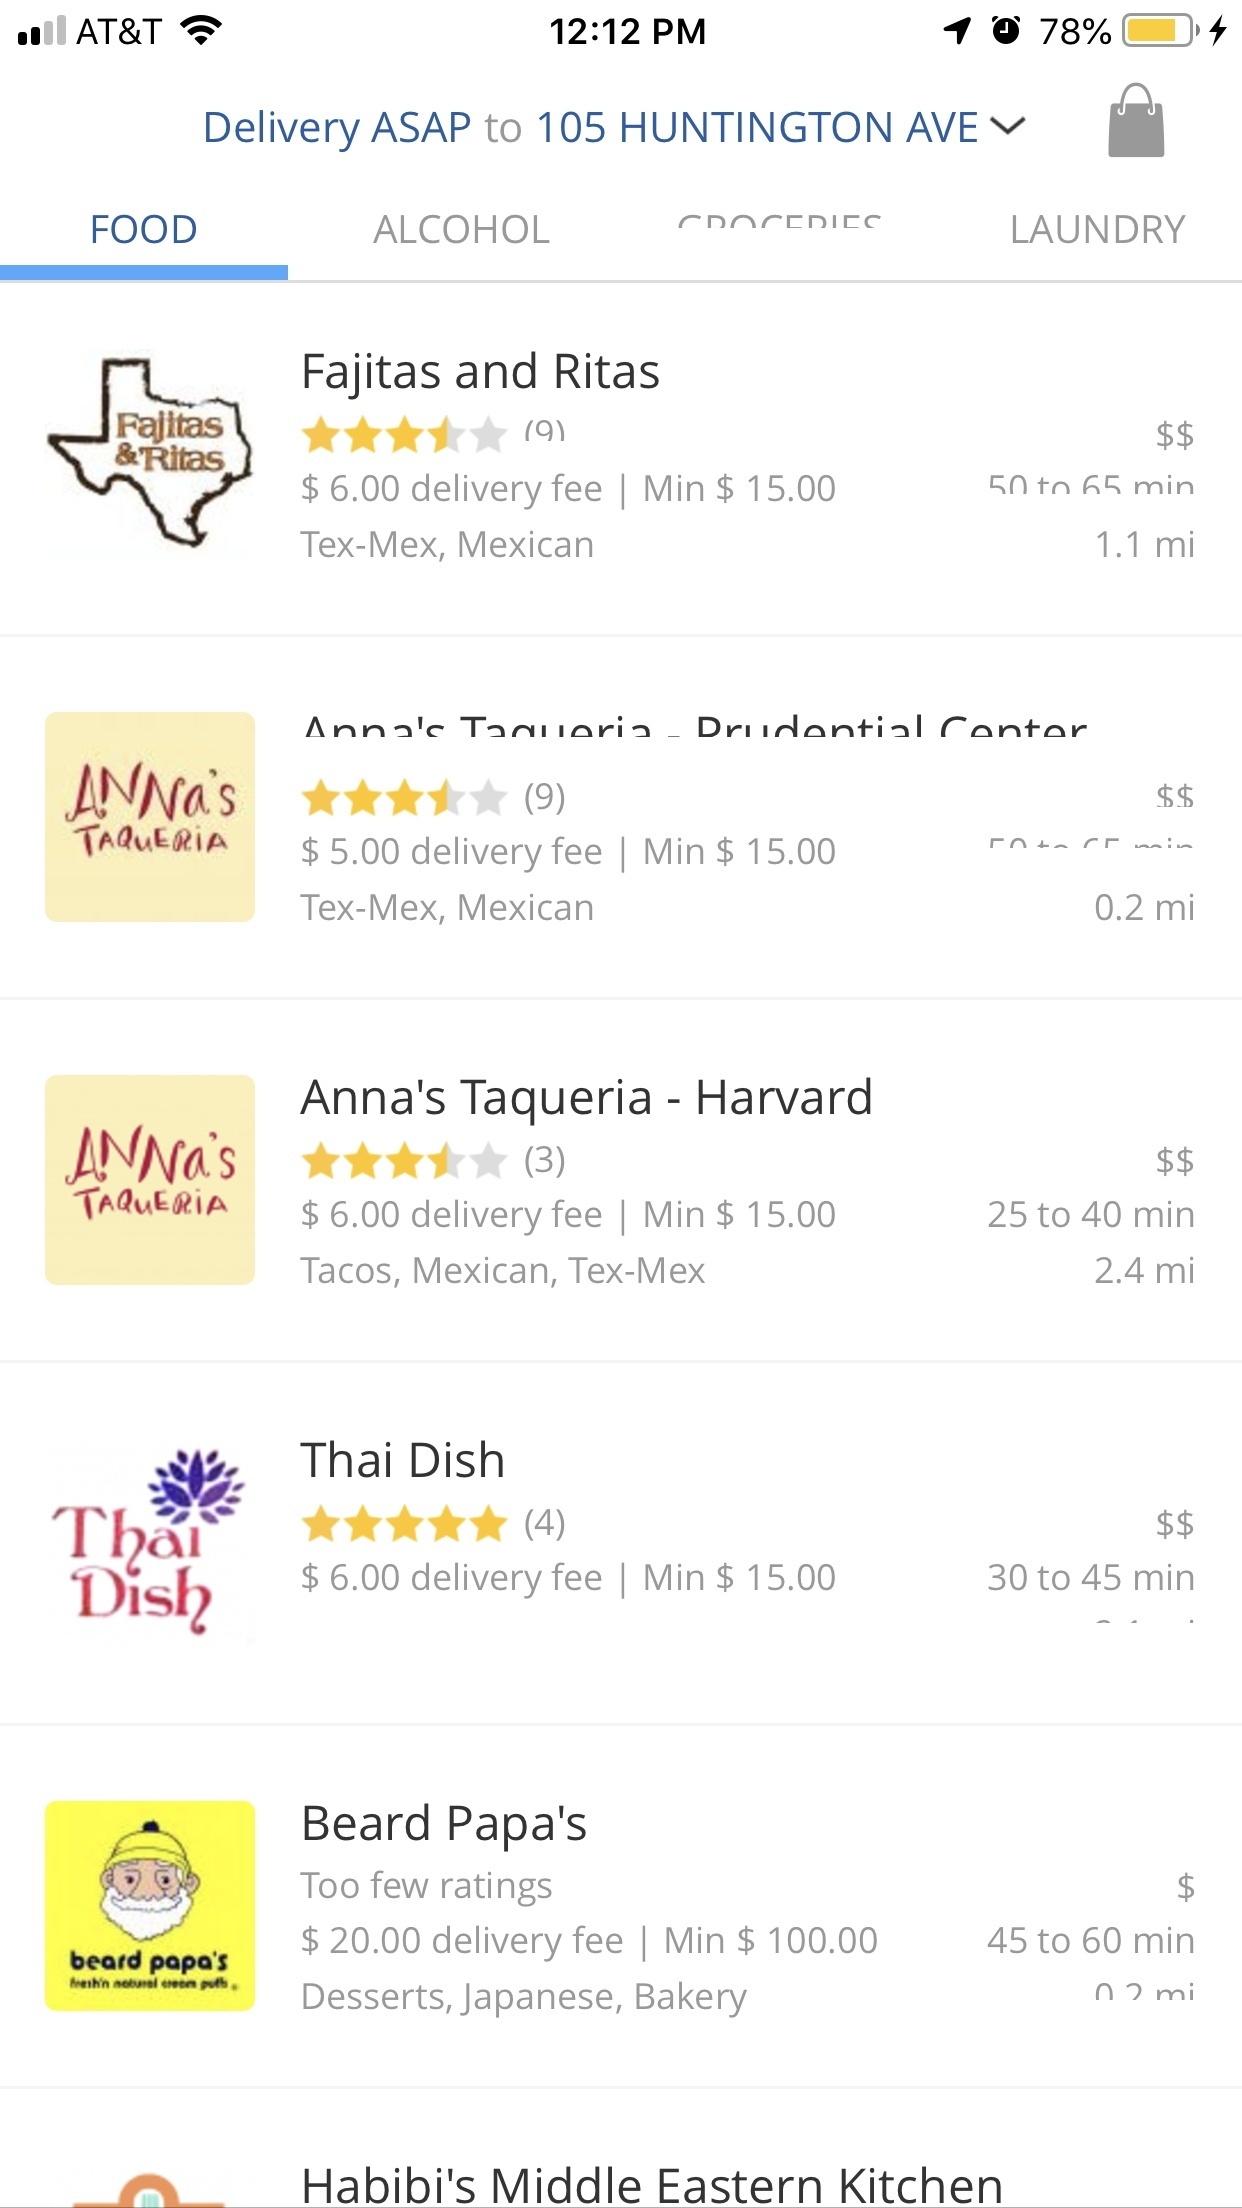 AT&T 12:12 PM 78%
Delivery ASAP to 105 HUNTINGTON AVE
FOOD ALCOHOL GROCERIES LAUNDRY
Fajitas
&Ritas
Fajitas and Ritas
(9) $$
$ 6.00 delivery fee | Min $ 15.00 50 to 65 min
Tex-Mex, Mexican 1.1 mi
ANNa's
TAQUERIA
Anna's Taqueria - Prudential Center
(9) $$
$ 5.00 delivery fee | Min $ 15.00 50 to 65 min
Tex-Mex, Mexican 0.2 mi
ANNa's
TAQUERIA
Anna's Taqueria - Harvard
(3) $$
$ 6.00 delivery fee | Min $ 15.00 25 to 40 min
Tacos, Mexican, Tex-Mex 2.4 mi
Thai
Dish
Thai Dish
(4) $$
$ 6.00 delivery fee | Min $ 15.00 30 to 45 min
mi
beard papa's
fresh'n natural cream puffs
Beard Papa's
Too few ratings $
$ 20.00 delivery fee | Min $ 100.00 45 to 60 min
Desserts, Japanese, Bakery 0.2 mi
Habibi's Middle Eastern Kitchen